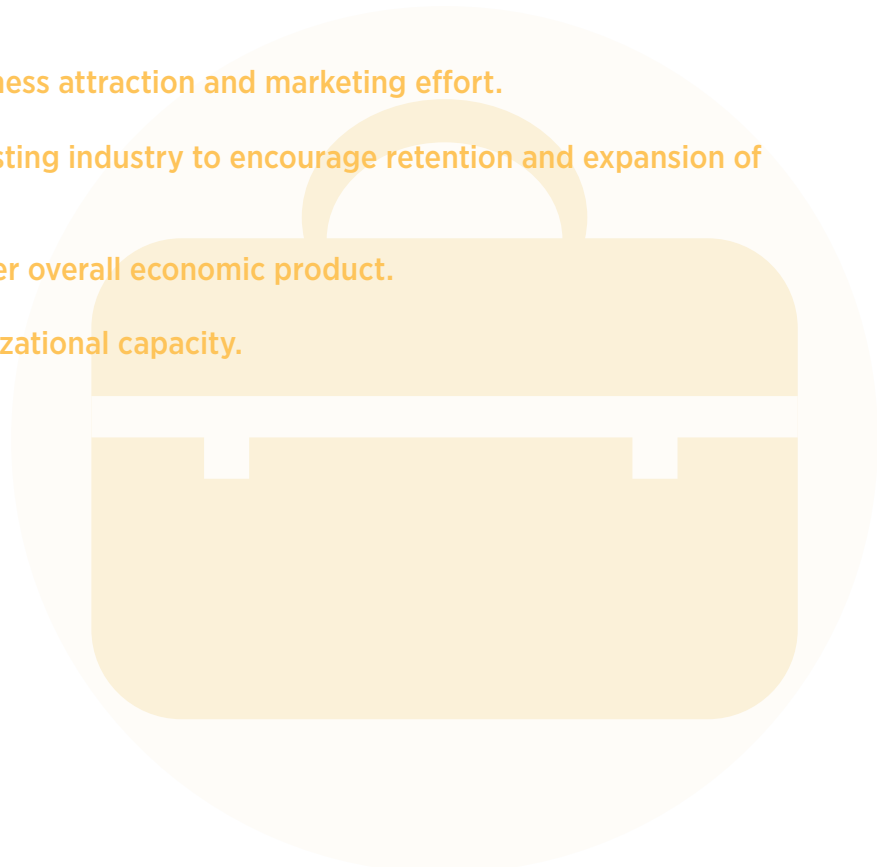 ness attraction and marketing effort.
sting industry to encourage retention and expansion of
er overall economic product.
zational capacity.